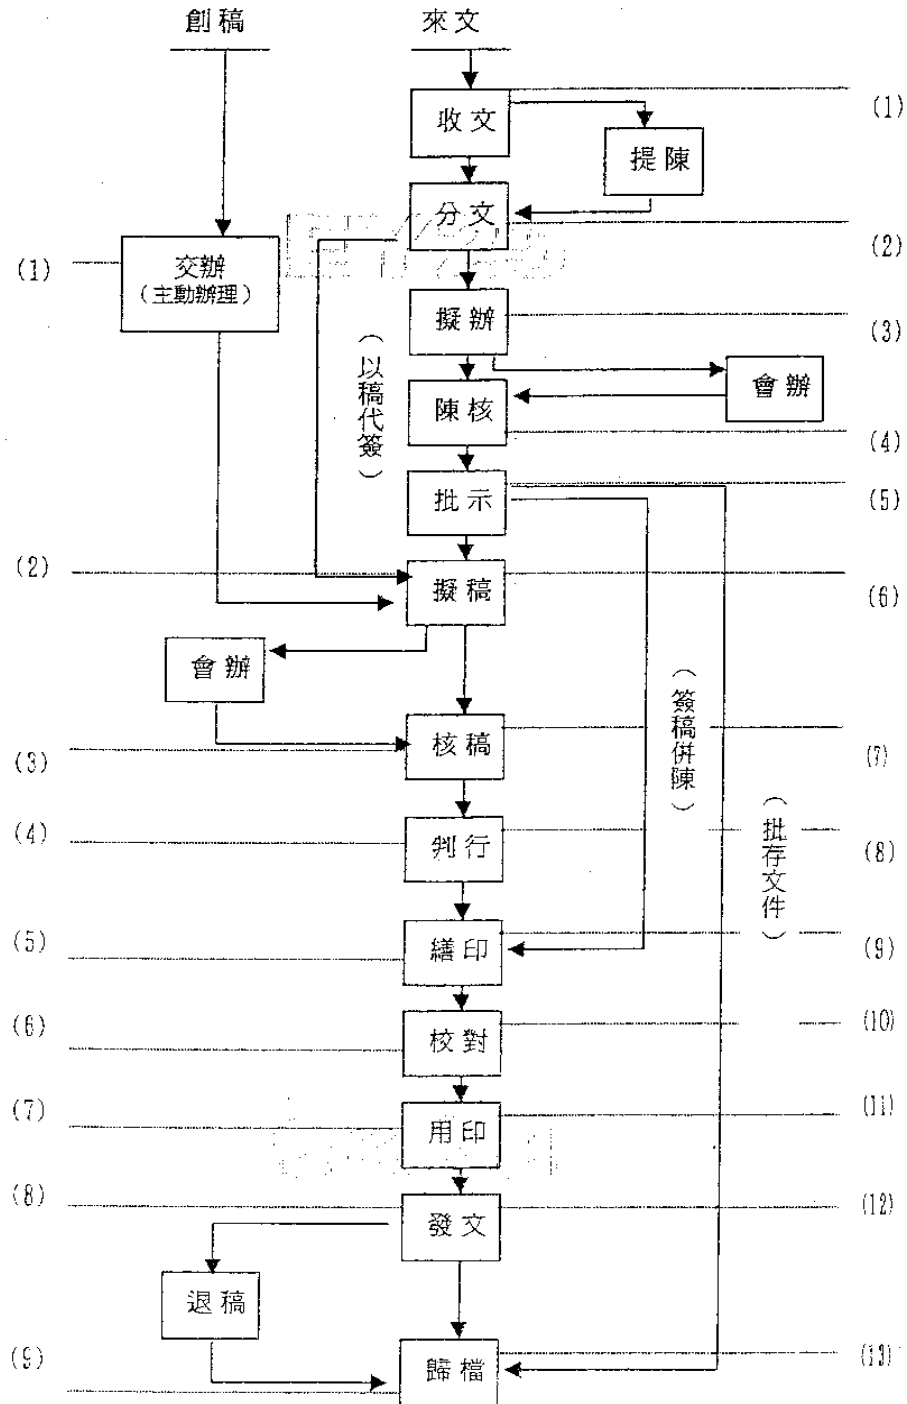 創稿
來文
收文
(1)
提陳
分文
(2)
(1)
交辦
(主動辦理)
擬辦
(3)
(以稿代簽)
會辦
陳核
(4)
批示
(5)
(2)
擬稿
(6)
會辦
(簽稿併陳)
核稿
(3)
(7)
(批存文件)
(4)
判行
(8)
(5)
繕印
(9)
(6)
校對
(10)
(7)
用印
(11)
(8)
發文
(12)
退稿
(9)
歸檔
(13)